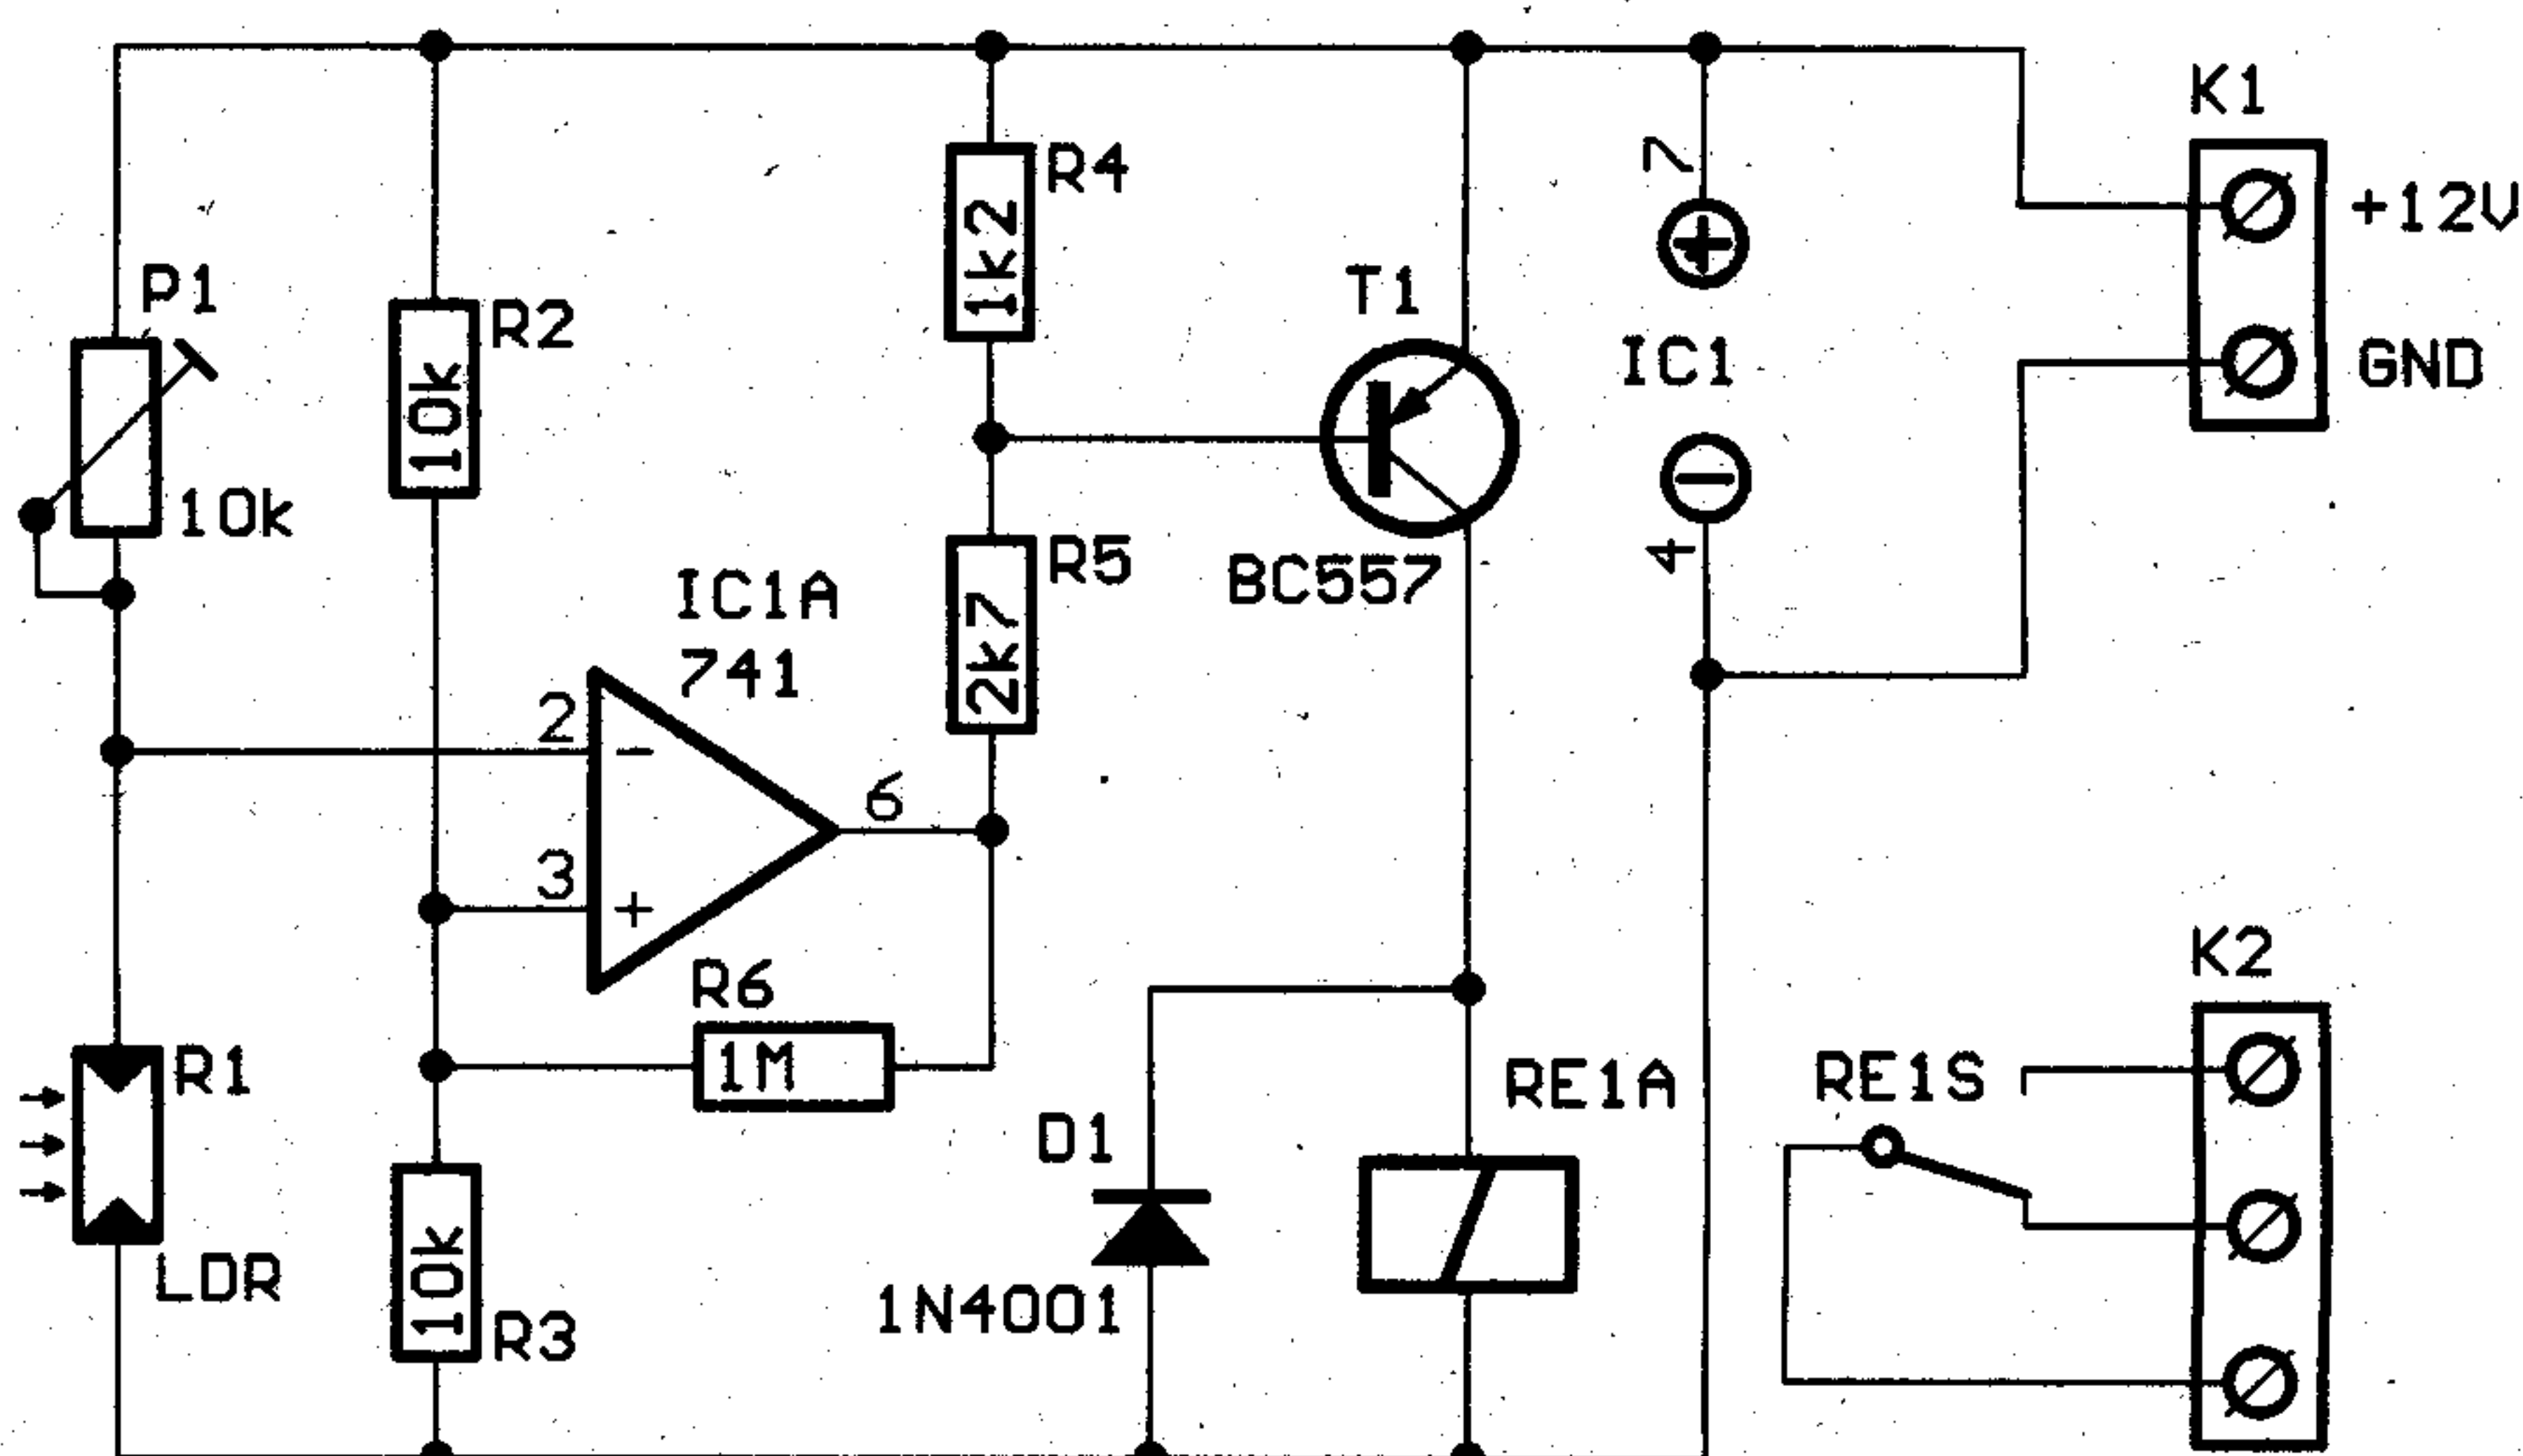 K1
+12V
GND
R4
1k2
7
T1
P1
10k
R2
10k
IC1
R5
2k7
BC557
4
IC1A
741
2
-
6
3
+
K2
R6
1M
RE1A
RE1S
R1
LDR
D1
1N4001
10k
R3